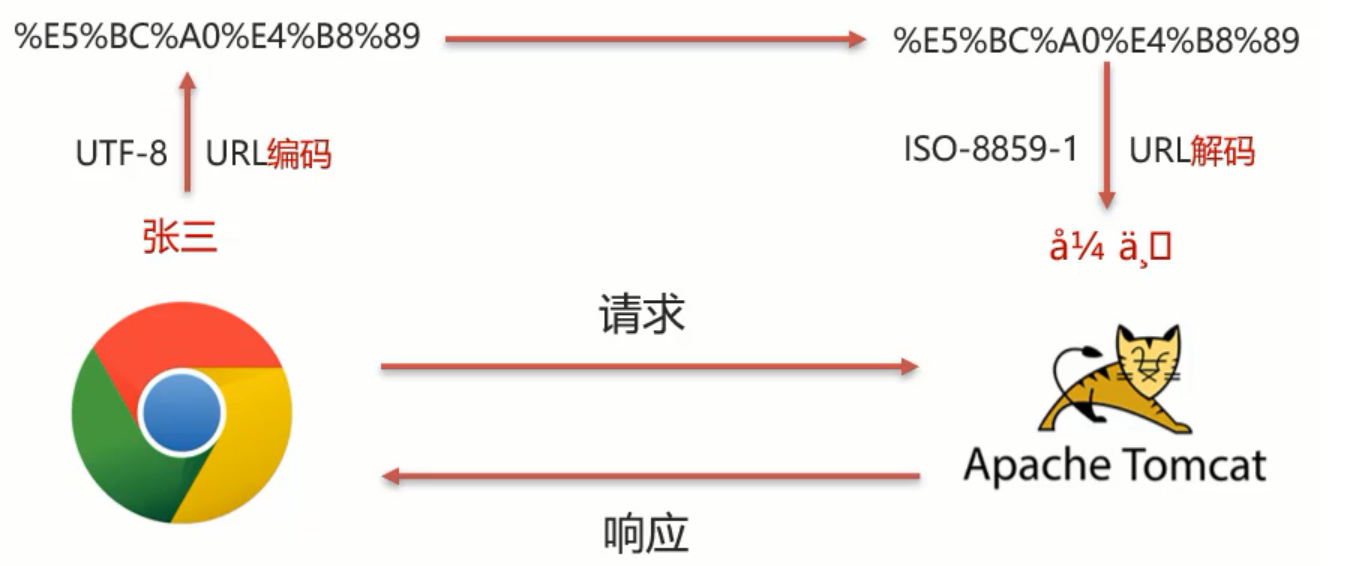 %E5%BC%A0%E4%B8%89
%E5%BC%A0%E4%B8%89
UTF-8 URL编码
ISO-8859-1 URL解码
张三
å¼ ä¸
请求
Apache Tomcat
响应